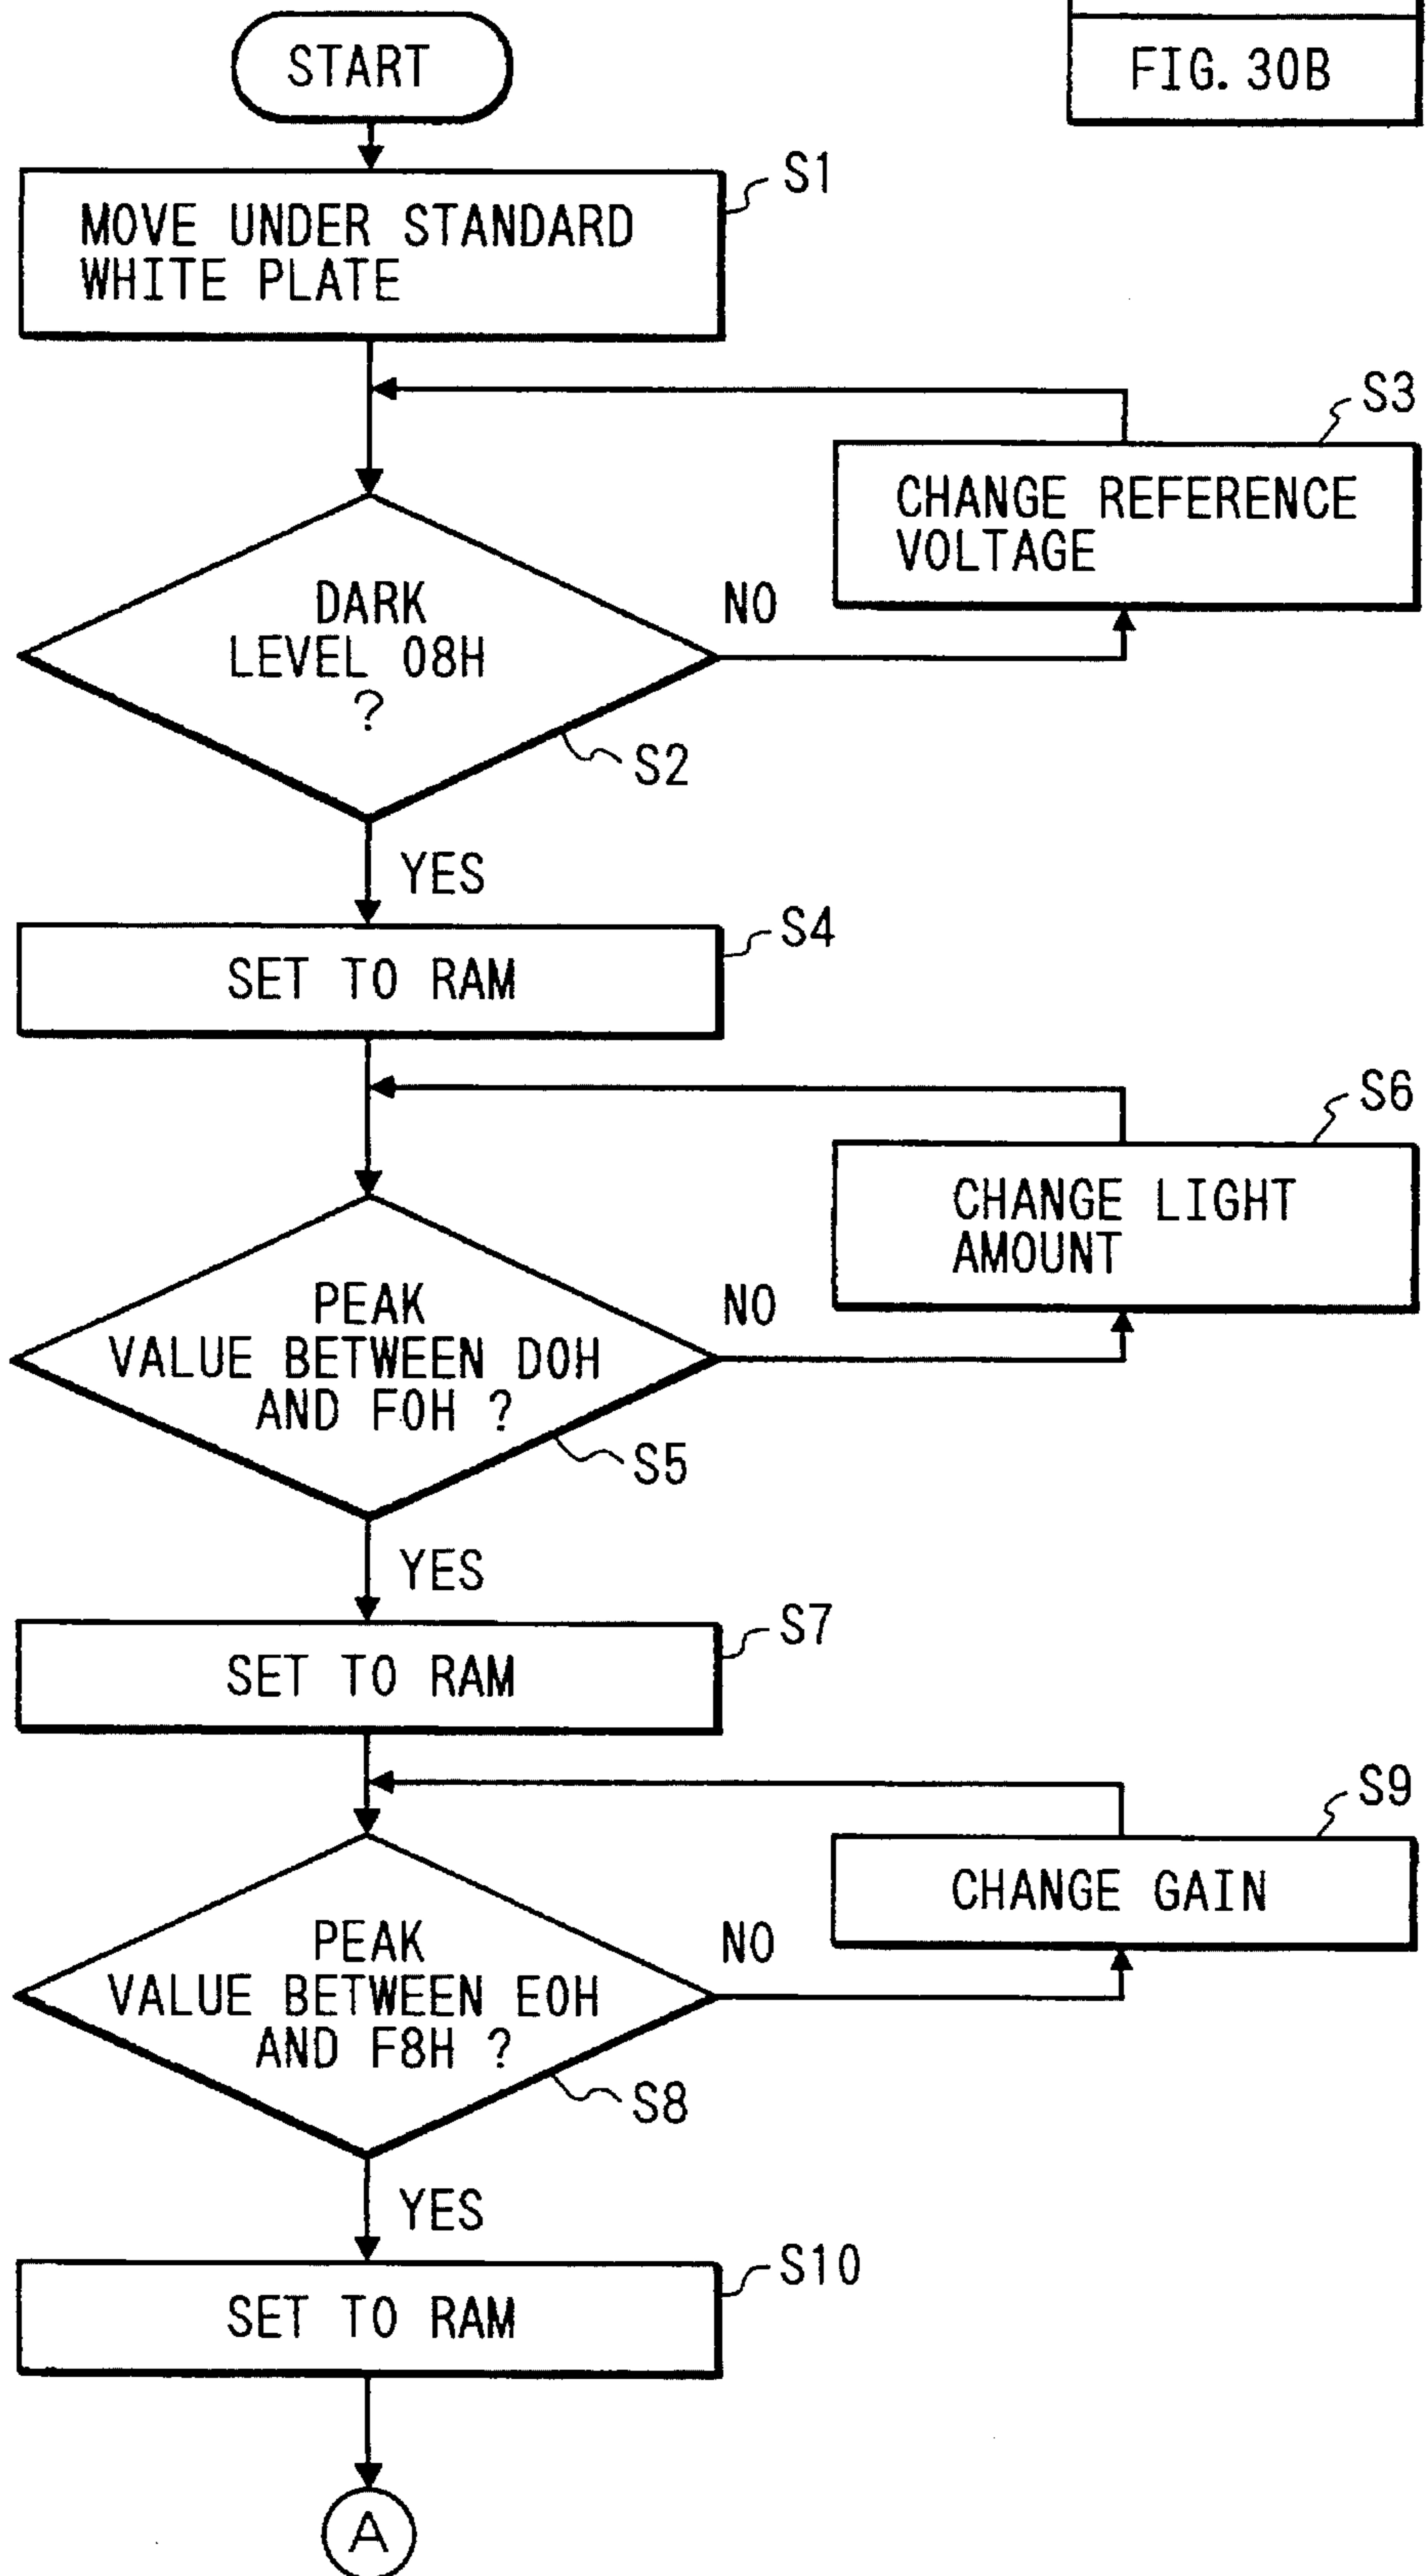 START
FIG. 30B
S1
MOVE UNDER STANDARD
WHITE PLATE
S3
CHANGE REFERENCE
VOLTAGE
DARK
LEVEL 08H
?
NO
S2
YES
S4
SET TO RAM
S6
CHANGE LIGHT
AMOUNT
PEAK
VALUE BETWEEN D0H
AND F0H ?
NO
S5
YES
S7
SET TO RAM
S9
CHANGE GAIN
PEAK
VALUE BETWEEN E0H
AND F8H ?
NO
S8
YES
S10
SET TO RAM
A